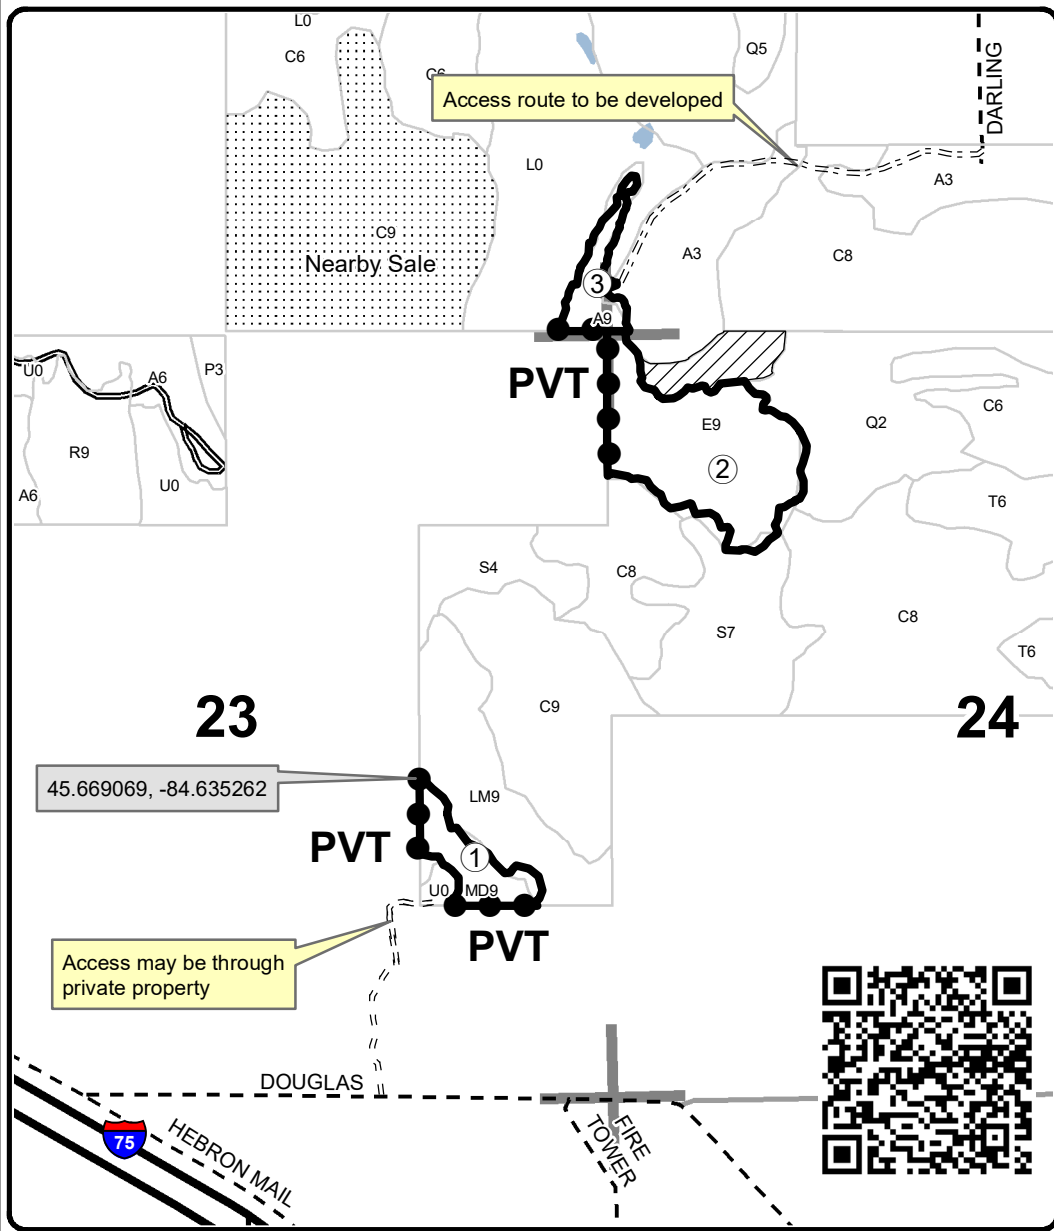 L0
C6
C6
Q5
Access route to be developed
DARLING
L0
A3
C9
Nearby Sale
A3
C8
3
A9
U0
A6
P3
PVT
E9
Q2
C6
R9
2
A6
U0
T6
S4
C8
S7
C8
T6
23
C9
24
45.669069, -84.635262
LM9
PVT
1
U0
MD9
PVT
Access may be through
private property
DOUGLAS
75
HEBRON MAIL
FIRE
TOWER